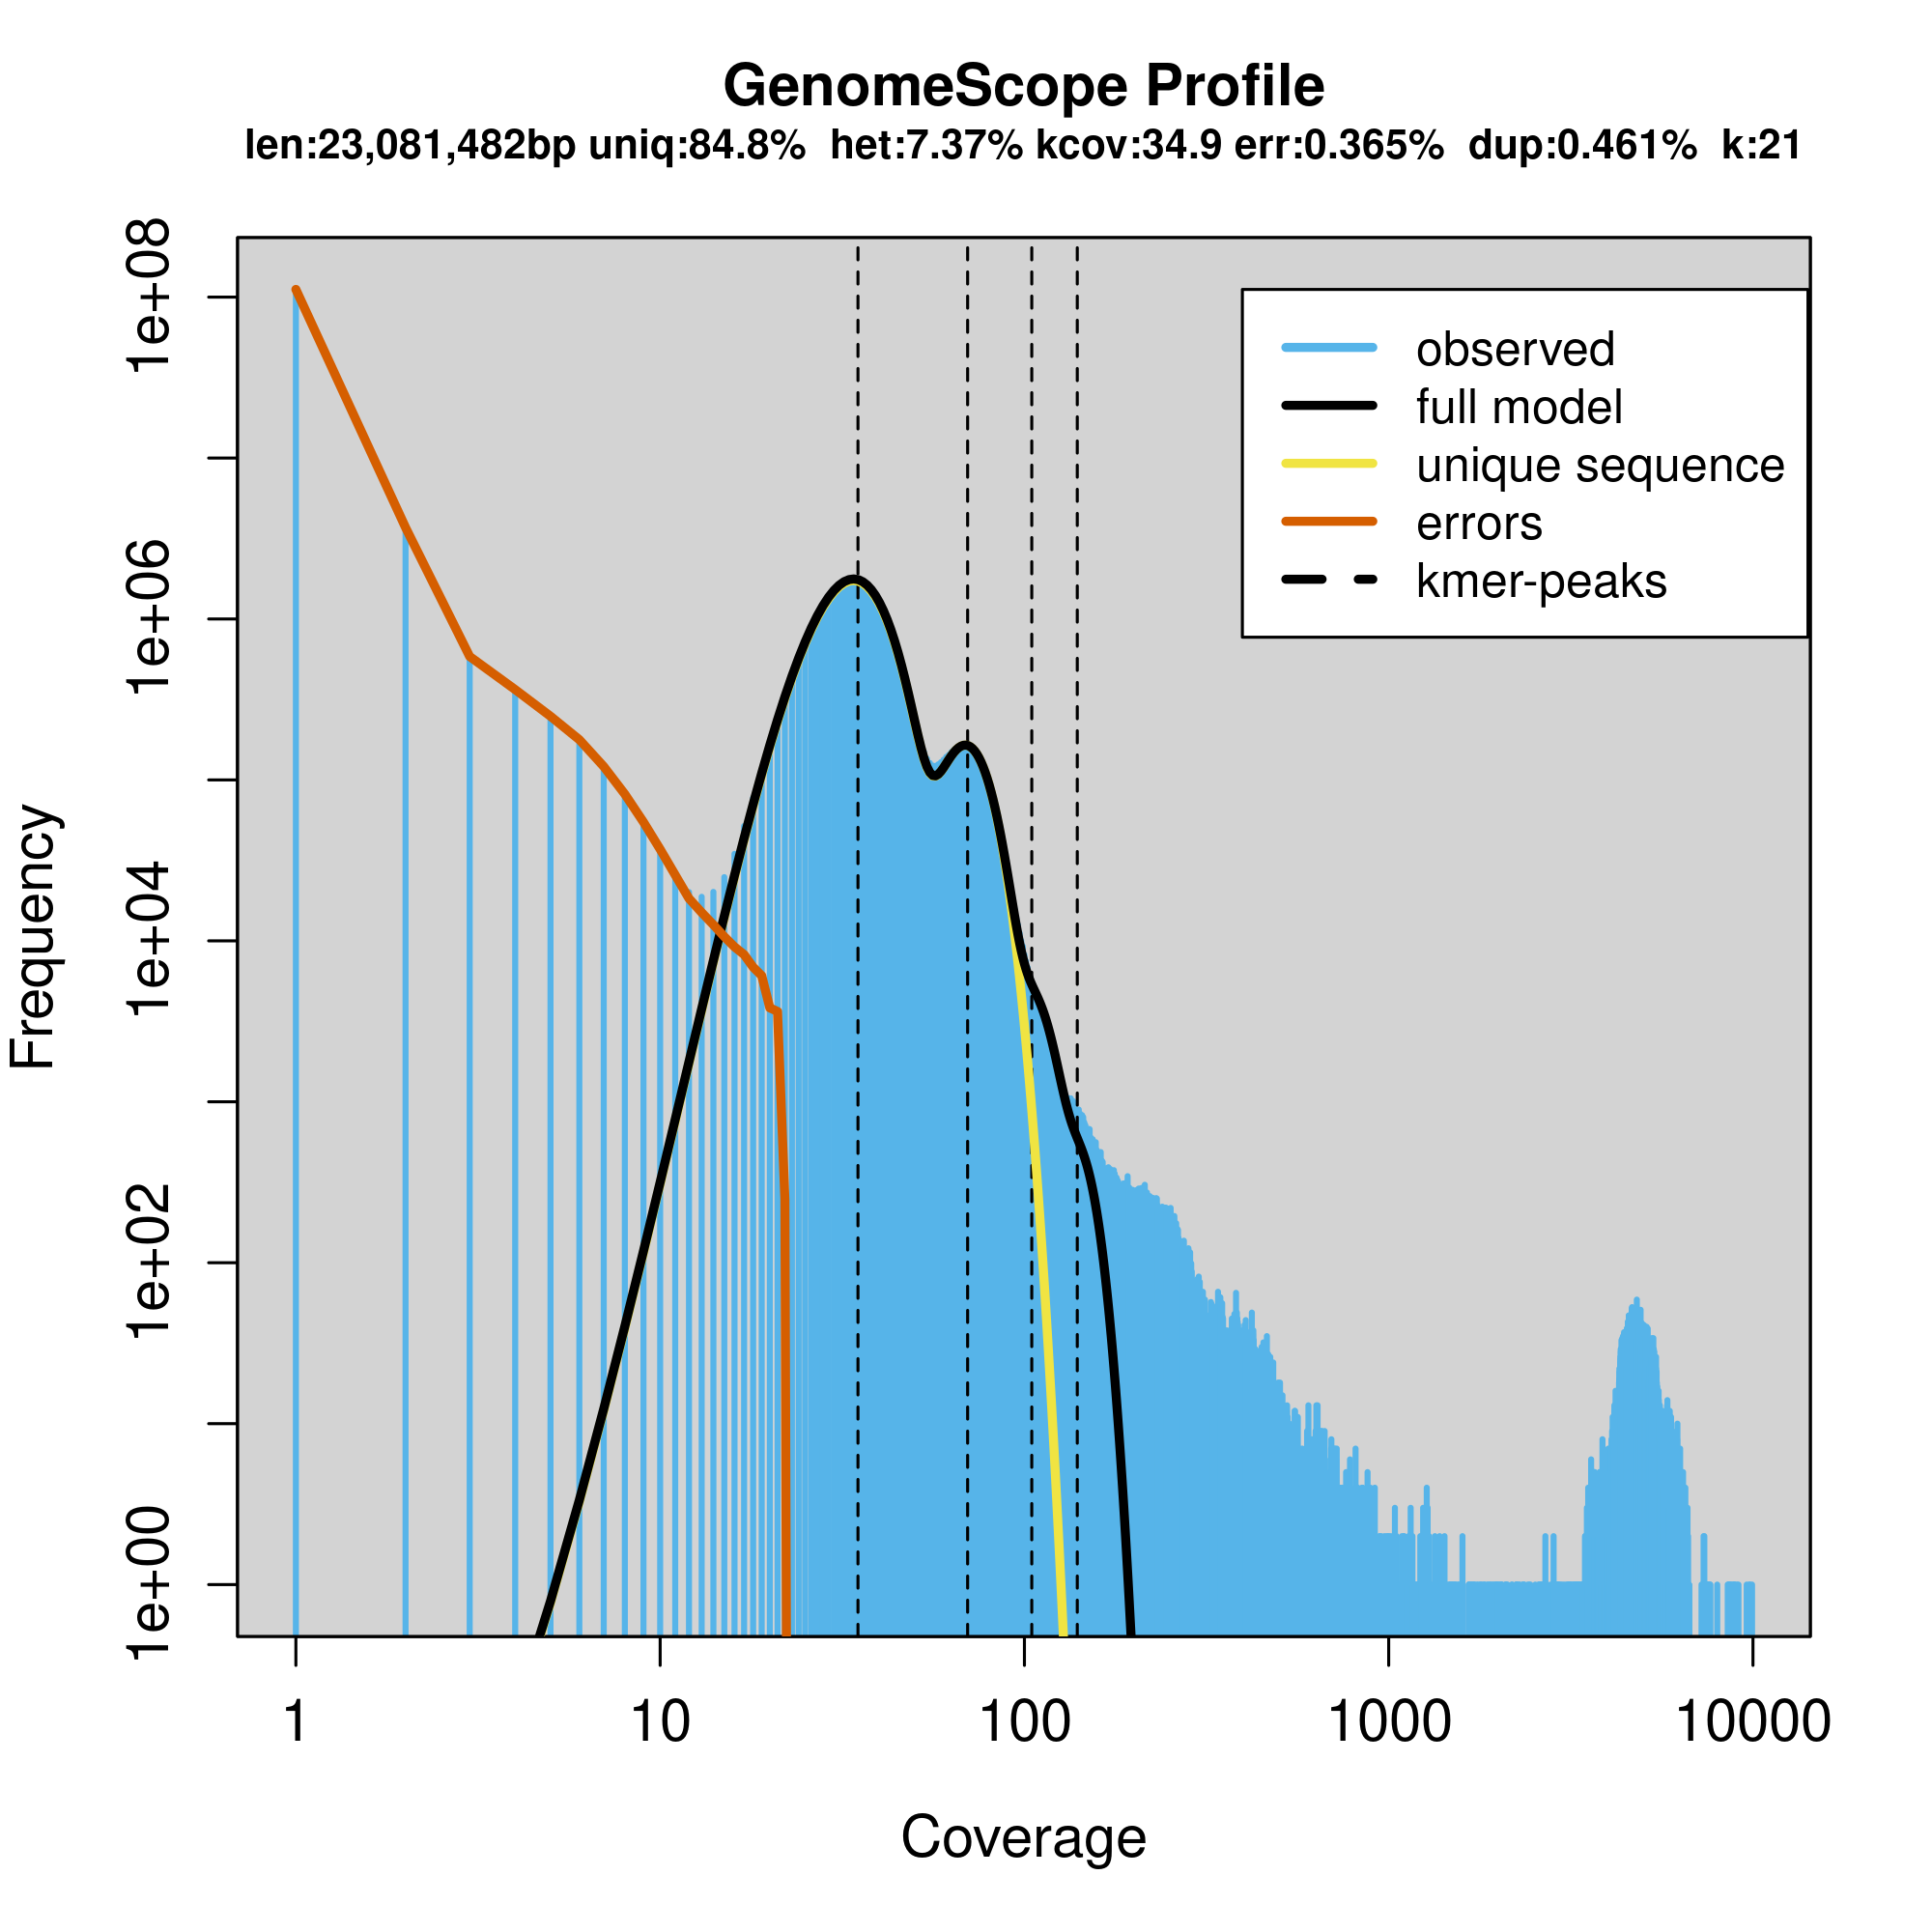 GenomeScope Profile
len:23,081,482bp uniq:84.8% het:7.37% kcov:34.9 err:0.365% dup:0.461% k:21
observed
full model
unique sequence
errors
kmer-peaks
Frequency
1e+08
1e+06
1e+04
1e+02
1e+00
1 10 100 1000 10000
Coverage